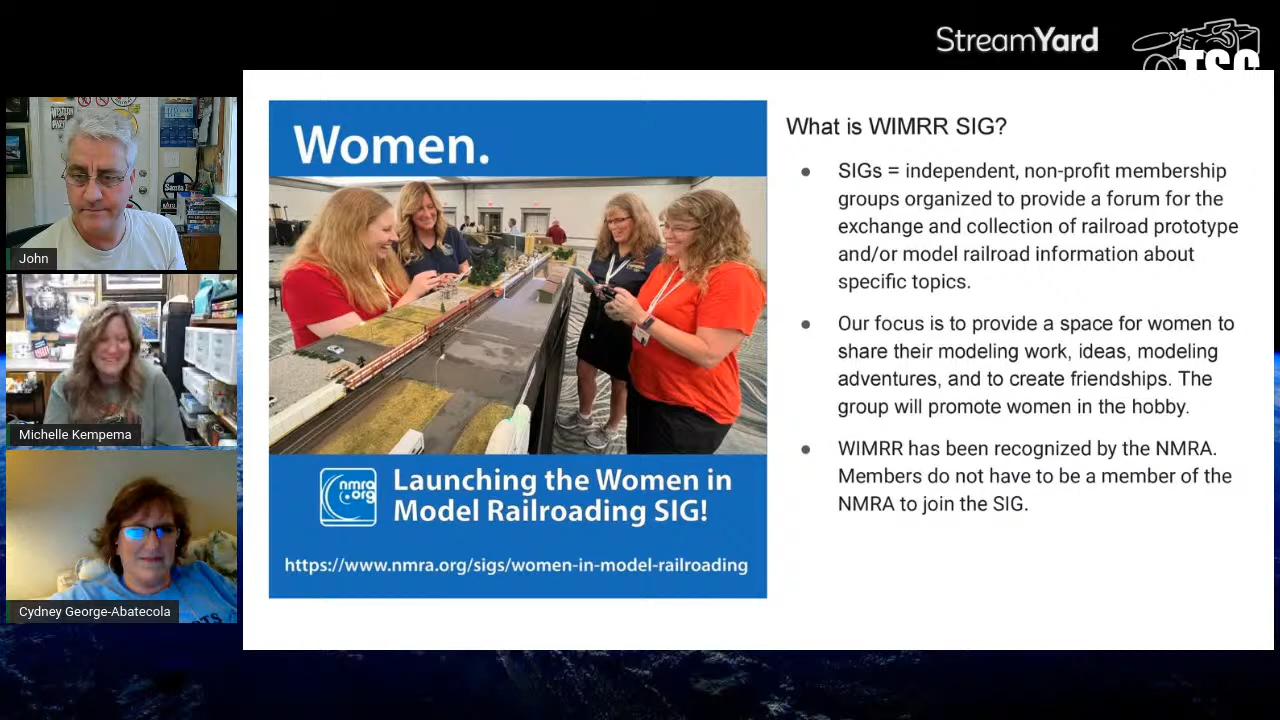 StreamYard
TSC
Women.
What is WIMRR SIG?
● SIGs = independent, non-profit membership
groups organized to provide a forum for the
exchange and collection of railroad prototype
and/or model railroad information about
specific topics.
● Our focus is to provide a space for women to
share their modeling work, ideas, modeling
adventures, and to create friendships. The
group will promote women in the hobby.
● WIMRR has been recognized by the NMRA.
Members do not have to be a member of the
NMRA to join the SIG.
nmra
.org
Launching the Women in
Model Railroading SIG!
https://www.nmra.org/sigs/women-in-model-railroading
John
Michelle Kempema
Cydney George-Abatecola